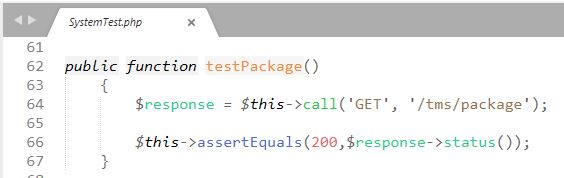 SystemTest.php ×
61
62 public function testPackage()
63 {
64 $response = $this->call('GET', '/tms/package');
65
66 $this->assertEquals(200,$response->status());
67 }